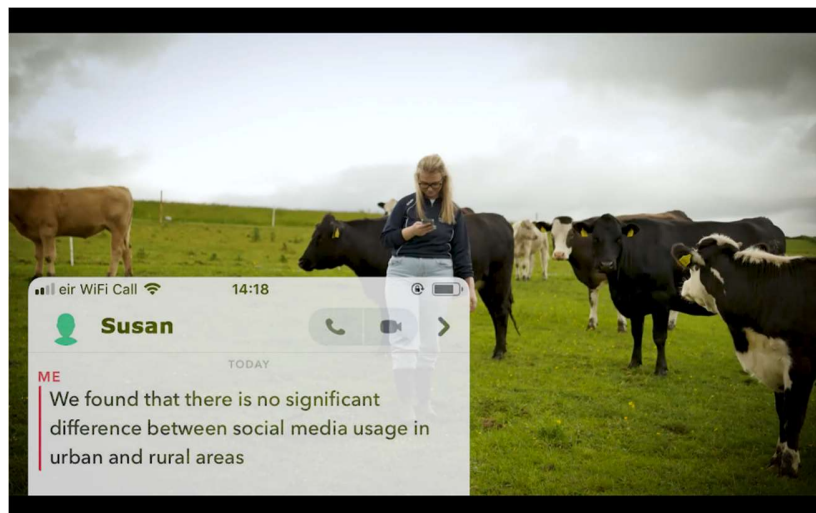 eir WiFi Call 14:18
Susan
TODAY
ME
We found that there is no significant
difference between social media usage in
urban and rural areas